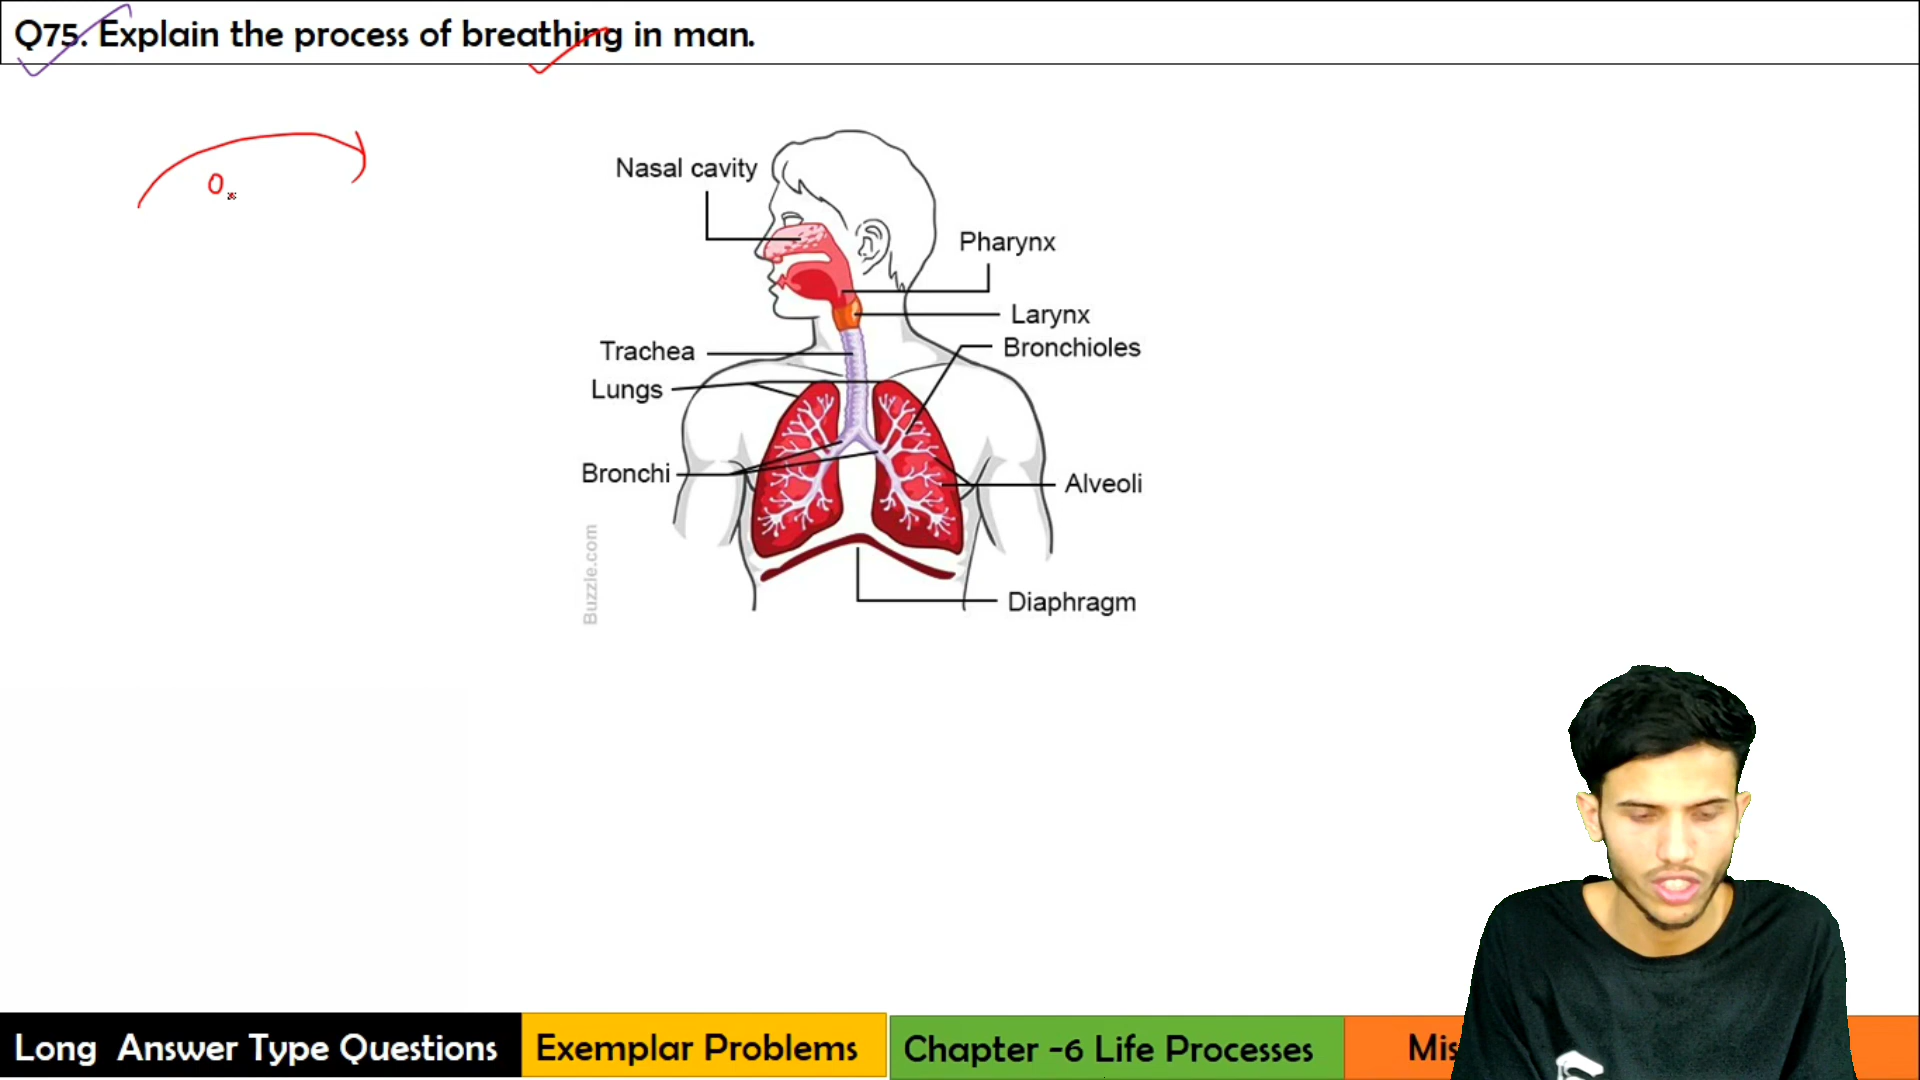 Q75. Explain the process of breathing in man.
O
Nasal cavity
Pharynx
Larynx
Trachea
Bronchioles
Lungs
Bronchi
Alveoli
Buzzle.com
Diaphragm
Long Answer Type Questions
Exemplar Problems
Chapter -6 Life Processes